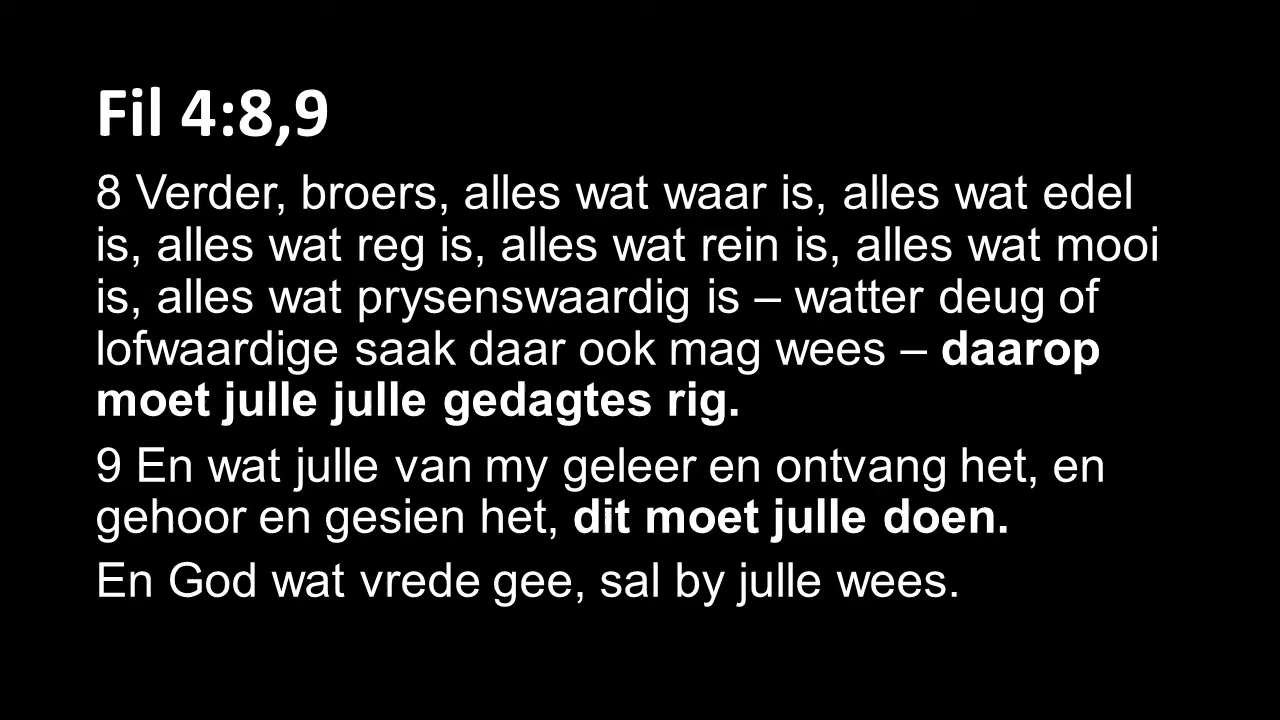 Fil 4:8,9
8 Verder, broers, alles wat waar is, alles wat edel
is, alles wat reg is, alles wat rein is, alles wat mooi
is, alles wat prysenswaardig is – watter deug of
lofwaardige saak daar ook mag wees – daarop
moet julle julle gedagtes rig.
9 En wat julle van my geleer en ontvang het, en
gehoor en gesien het, dit moet julle doen.
En God wat vrede gee, sal by julle wees.